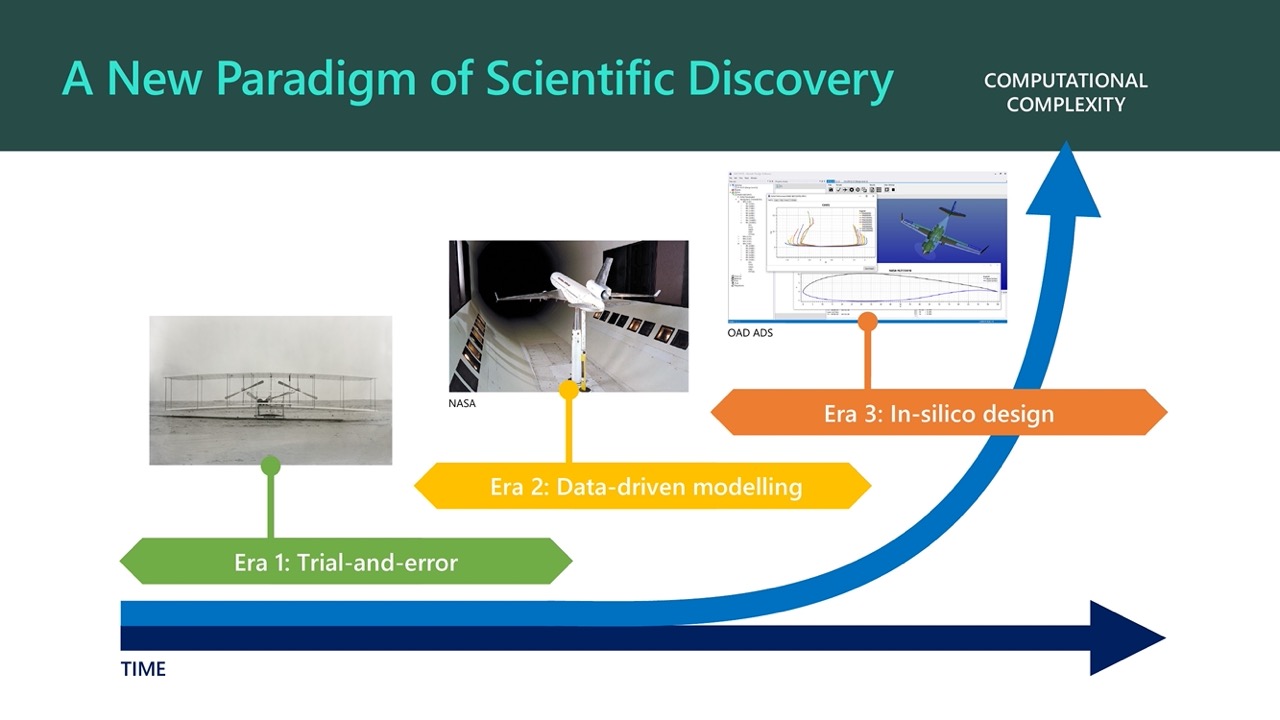 A New Paradigm of Scientific Discovery
COMPUTATIONAL
COMPLEXITY
OAD ADS
NASA
Era 3: In-silico design
Era 2: Data-driven modelling
Era 1: Trial-and-error
TIME